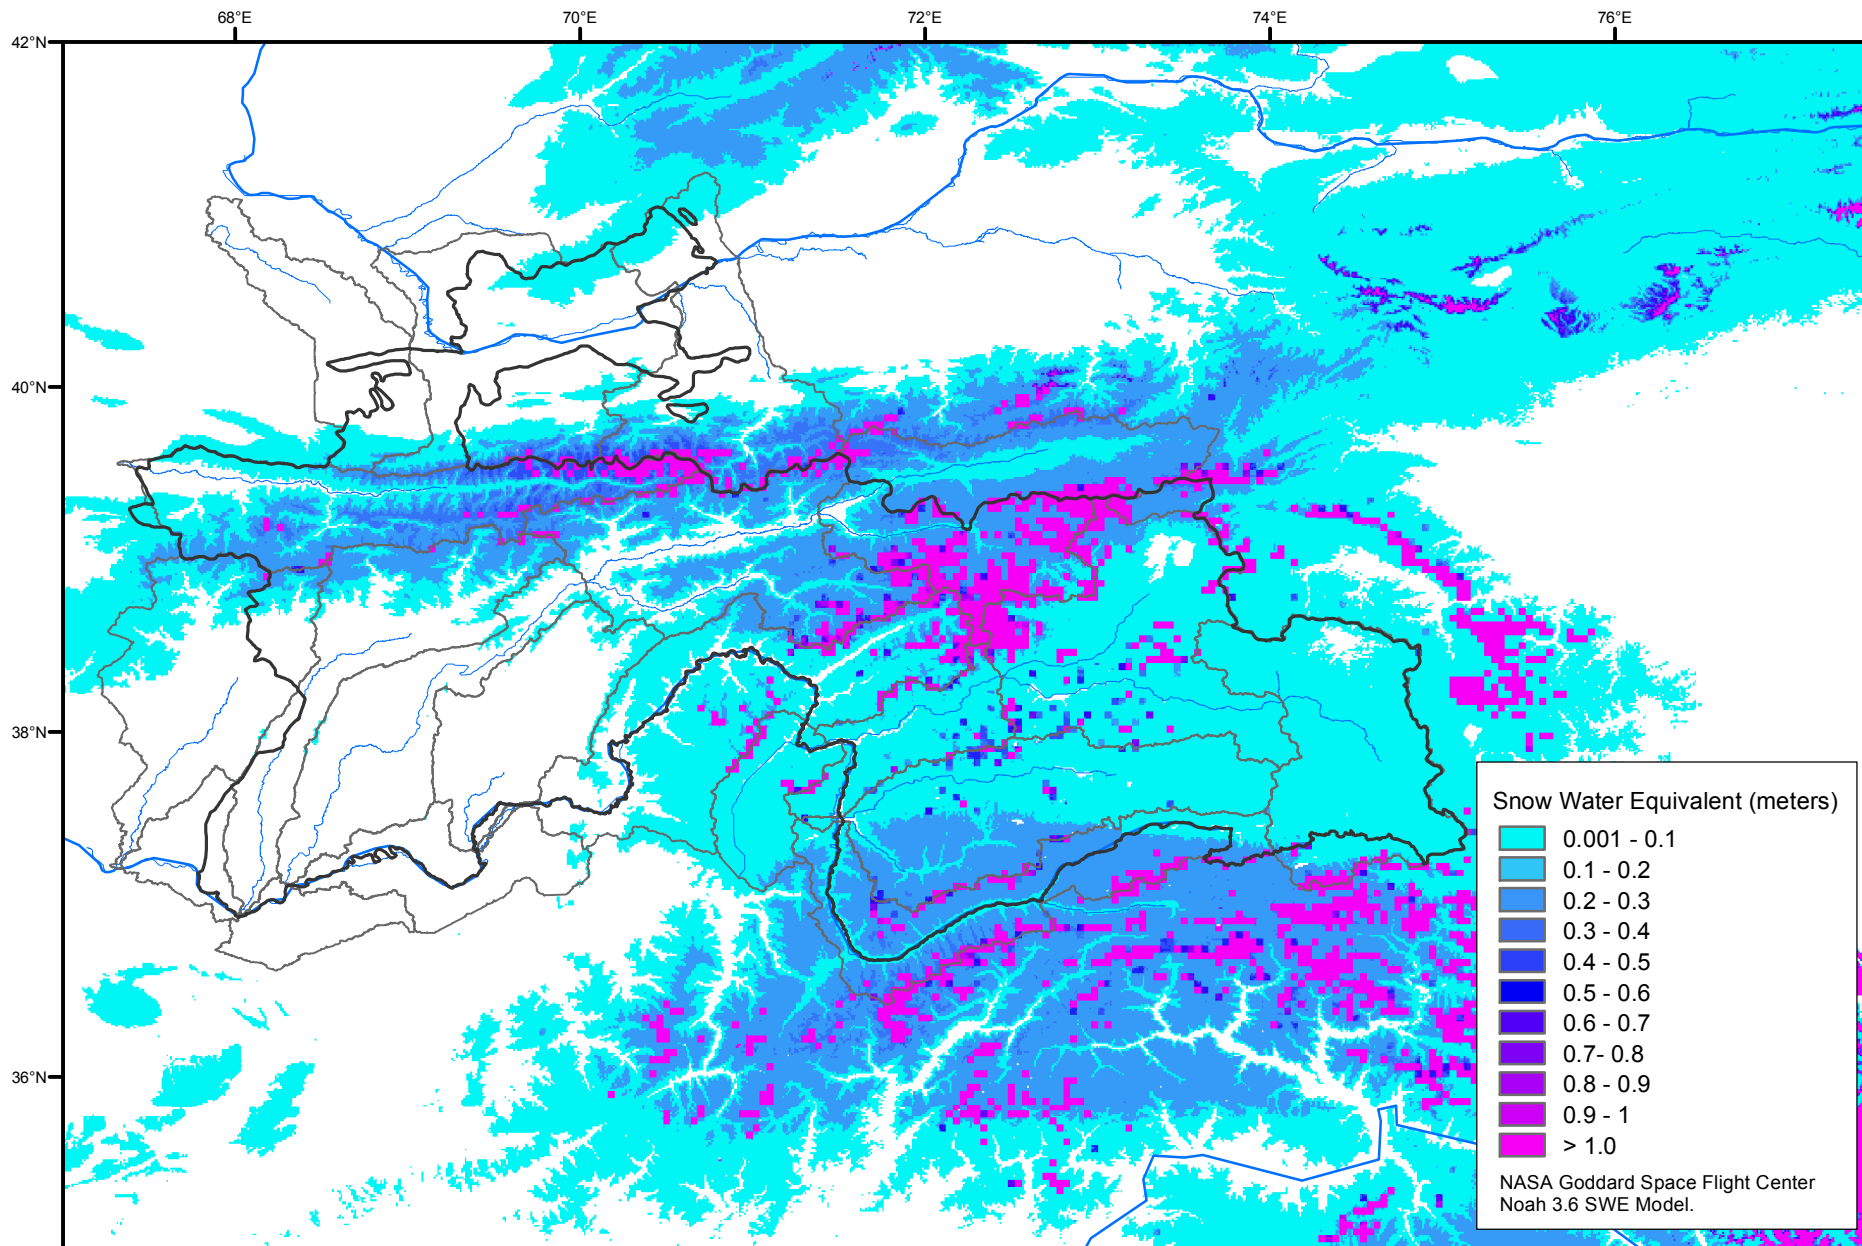 68°E 70°E 72°E 74°E 76°E
42°N
40°N
38°N
36°N
Snow Water Equivalent (meters)
0.001 - 0.1
0.1 - 0.2
0.2 - 0.3
0.3 - 0.4
0.4 - 0.5
0.5 - 0.6
0.6 - 0.7
0.7- 0.8
0.8 - 0.9
0.9 - 1
> 1.0
NASA Goddard Space Flight Center
Noah 3.6 SWE Model.